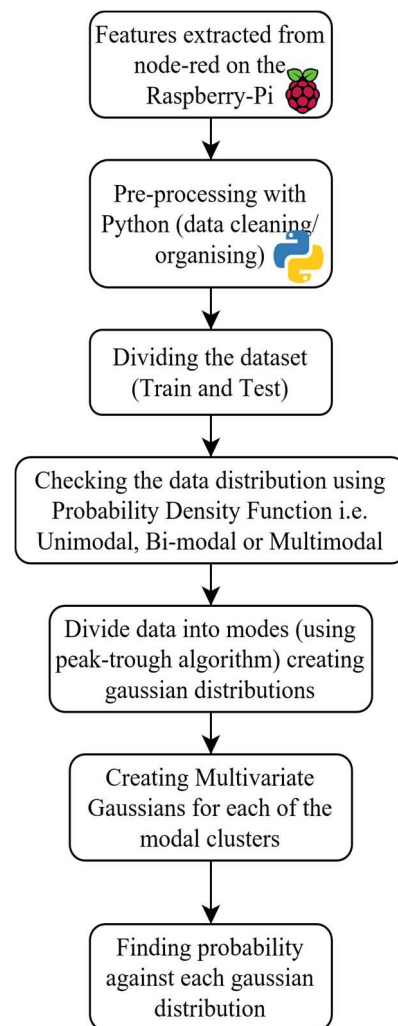 Features extracted from
node-red on the
Raspberry-Pi
Pre-processing with
Python (data cleaning/
organising)
Dividing the dataset
(Train and Test)
Checking the data distribution using
Probability Density Function i.e.
Unimodal, Bi-modal or Multimodal
Divide data into modes (using
peak-trough algorithm) creating
gaussian distributions
Creating Multivariate
Gaussians for each of the
modal clusters
Finding probability
against each gaussian
distribution